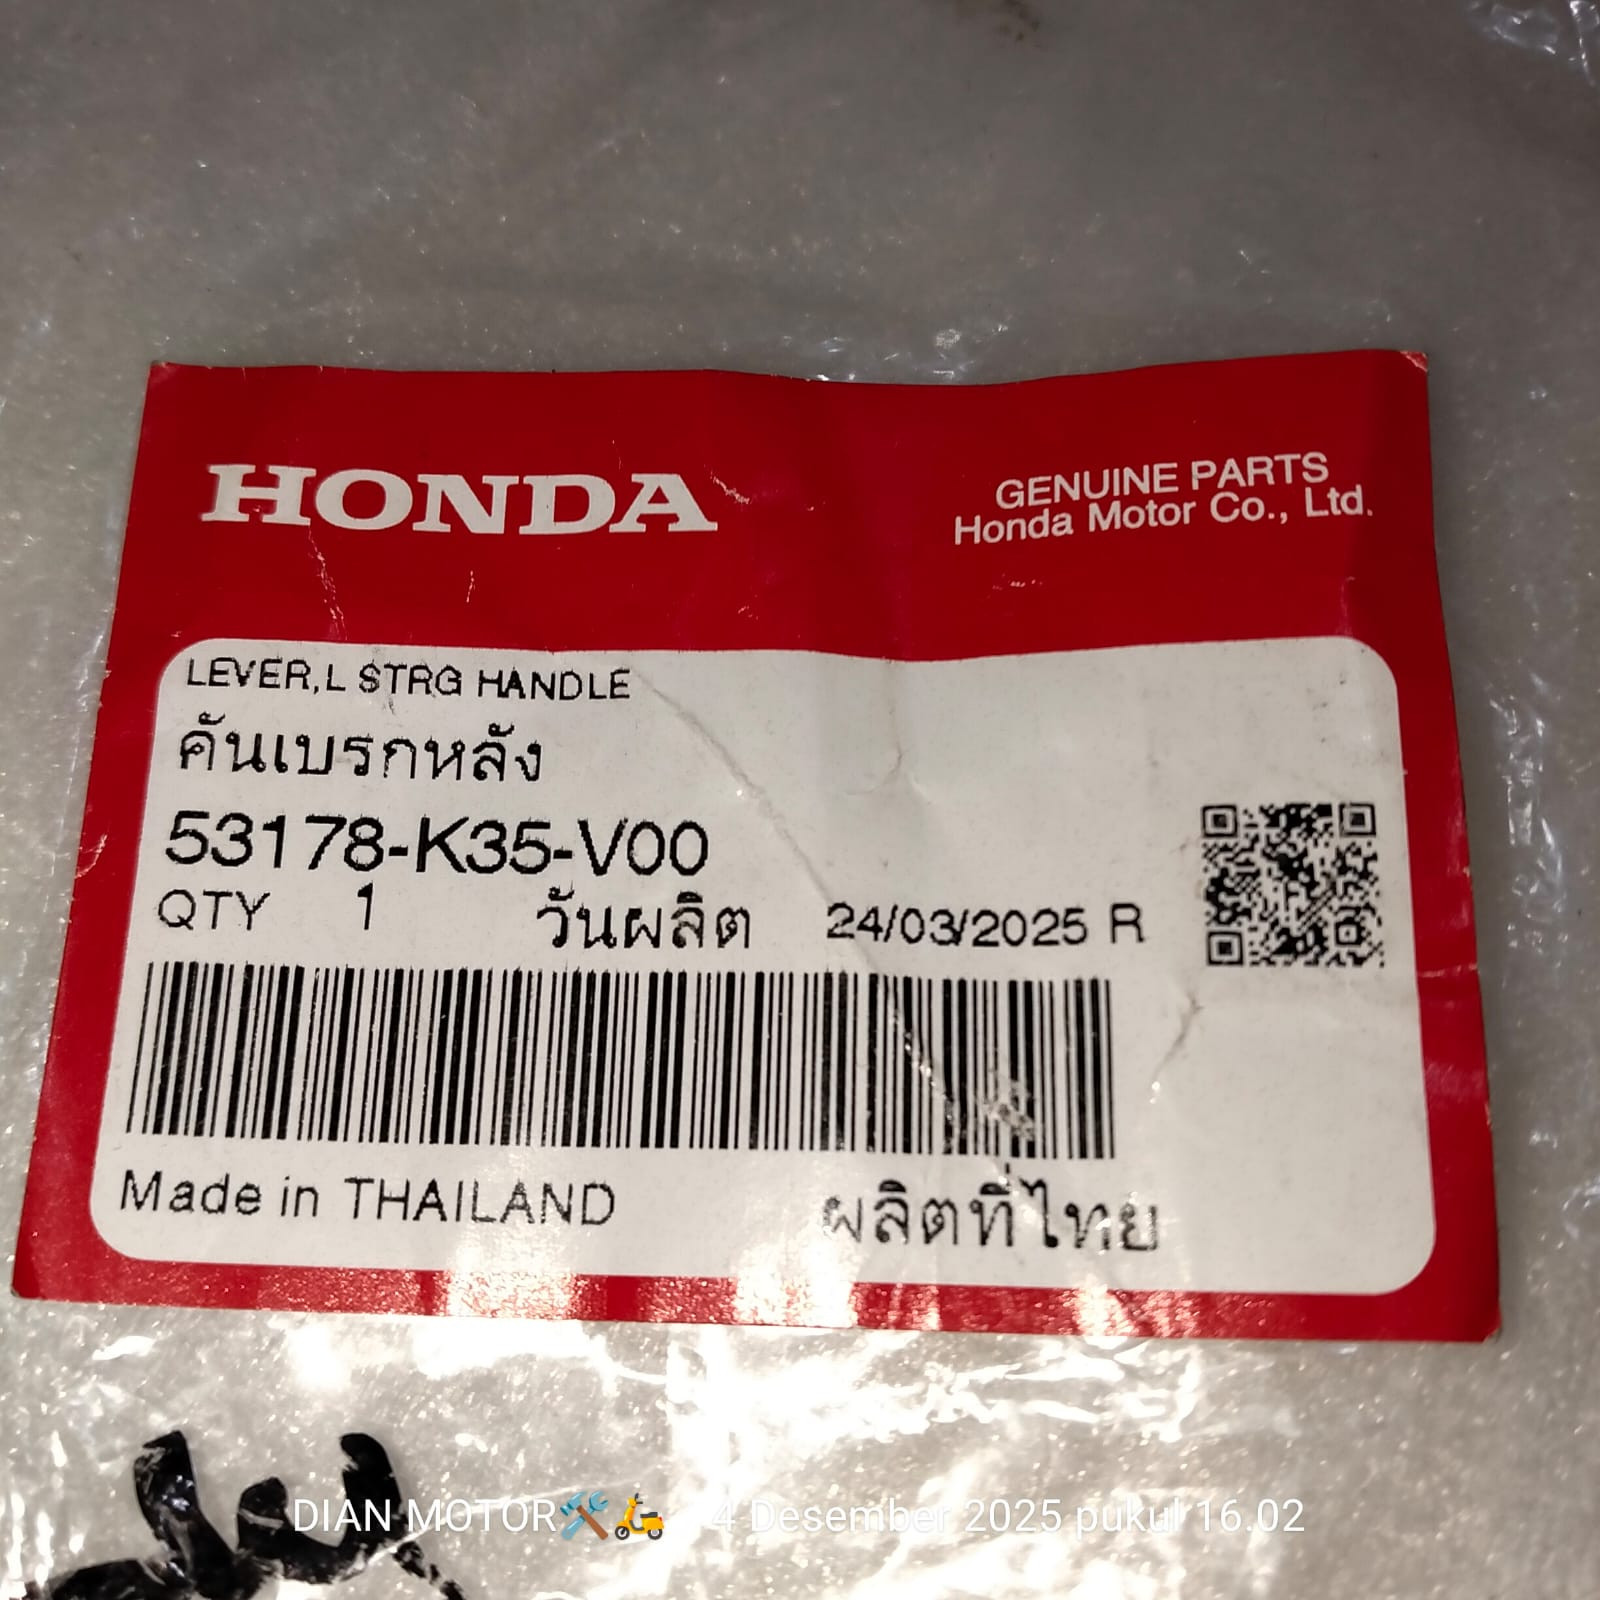 HONDA
GENUINE PARTS
Honda Motor Co., Ltd.
LEVER,L STRG HANDLE
คันเบรกหลัง
53178-K35-V00
QTY 1 วันผลิต 24/03/2025 R
Made in THAILAND ผลิตที่ไทย
DIAN MOTOR🛠️🛵 4 Desember 2025 pukul 16.02